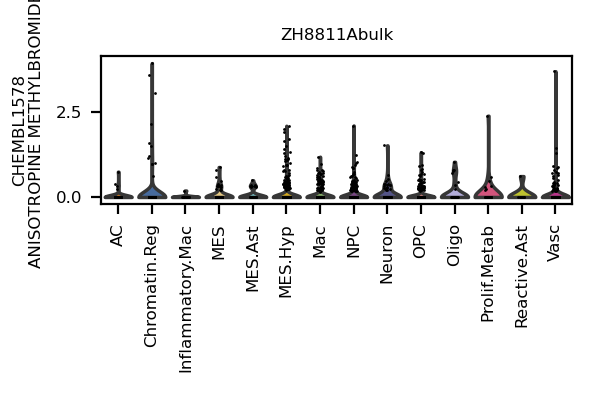 ZH8811Abulk
CHEMBL1578
ANISOTROPINE METHYLBROMIDE
2.5
0.0
AC
Chromatin.Reg
Inflammatory.Mac
MES
MES.Ast
MES.Hyp
Mac
NPC
Neuron
OPC
Oligo
Prolif.Metab
Reactive.Ast
Vasc